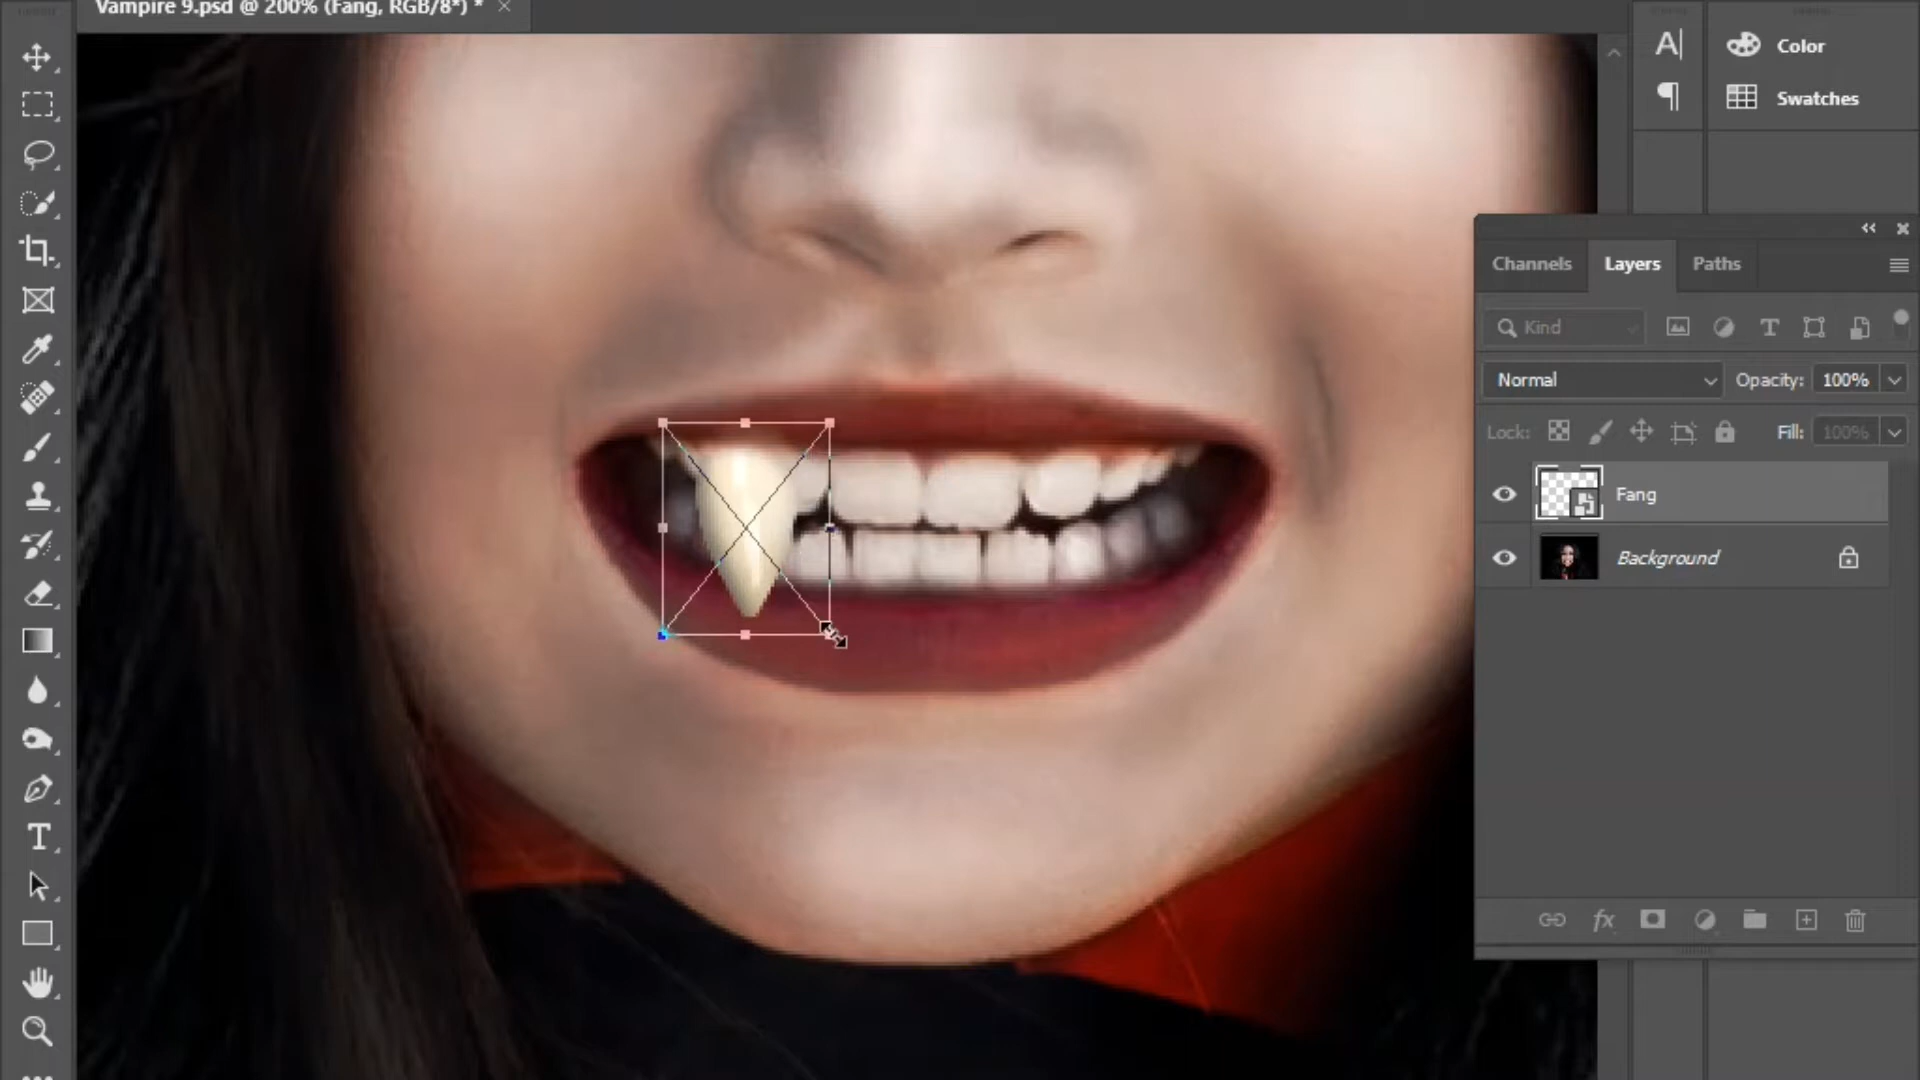 Vampire 9.psd @ 200% (Fang, RGB/8*) *
Color
Swatches
Channels
Layers
Paths
Kind
Normal
Opacity: 100%
Lock:
Fill: 100%
Fang
Background